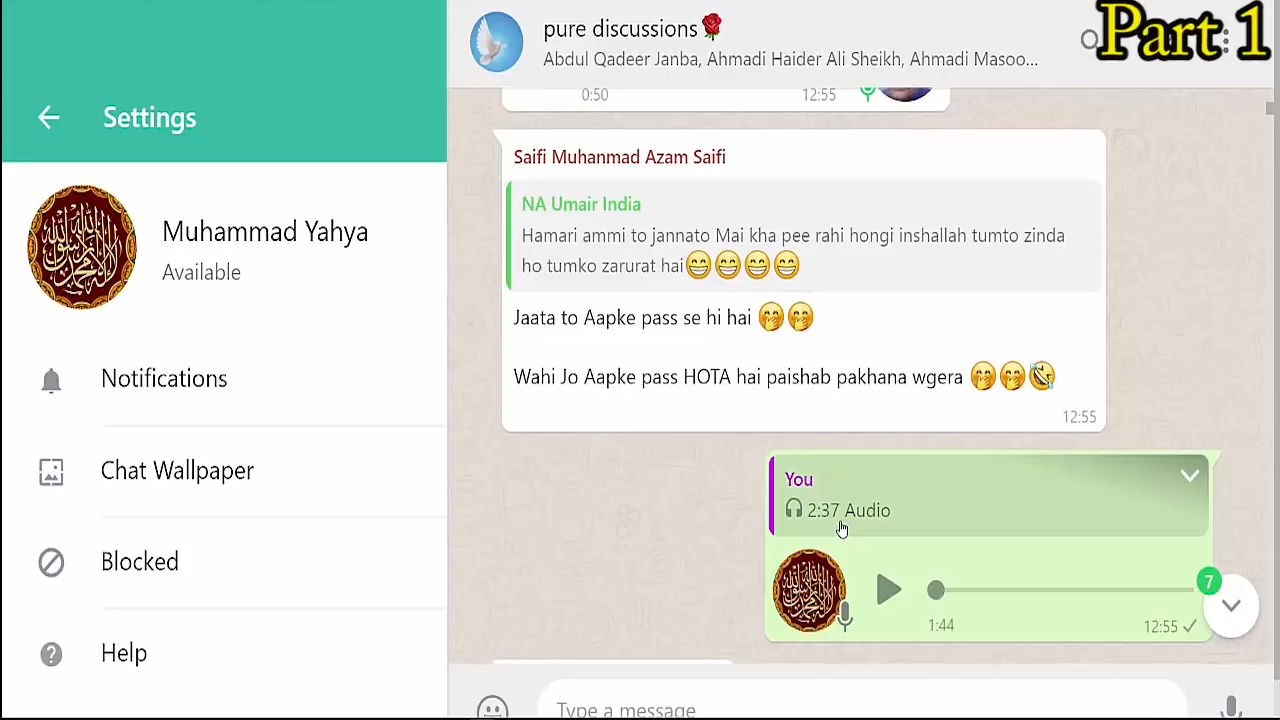 Part 1
Settings
Muhammad Yahya
Available
Notifications
Chat Wallpaper
Blocked
Help
pure discussions🌹
Abdul Qadeer Janba, Ahmadi Haider Ali Sheikh, Ahmadi Masoo...
0:50 12:55
Saifi Muhanmad Azam Saifi
NA Umair India
Hamari ammi to jannato Mai kha pee rahi hongi inshallah tumto zinda
ho tumko zarurat hai😁😁😁😁
Jaata to Aapke pass se hi hai 🤭🤭
Wahi Jo Aapke pass HOTA hai paishab pakhana wgera 🤭🤭🤣
12:55
You
2:37 Audio
1:44 12:55
7
Type a message